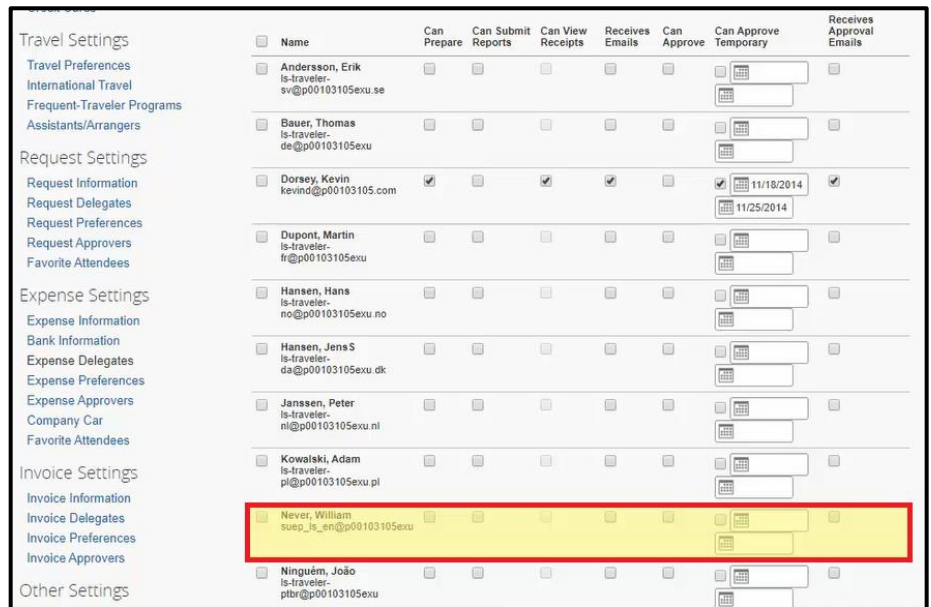 Travel Settings
Travel Preferences
International Travel
Frequent-Traveler Programs
Assistants/Arrangers
Request Settings
Request Information
Request Delegates
Request Preferences
Request Approvers
Favorite Attendees
Expense Settings
Expense Information
Bank Information
Expense Delegates
Expense Preferences
Expense Approvers
Company Car
Favorite Attendees
Invoice Settings
Invoice Information
Invoice Delegates
Invoice Preferences
Invoice Approvers
Other Settings
Name Can Prepare Can Submit Reports Can View Receipts Receives Emails Can Approve Can Approve Temporary Receives Approval Emails
Andersson, Erik
ls-traveler-
sv@p00103105exu.se
Bauer, Thomas
ls-traveler-
de@p00103105exu
Dorsey, Kevin
kevind@p00103105.com
11/18/2014
11/25/2014
Dupont, Martin
ls-traveler-
fr@p00103105exu
Hansen, Hans
ls-traveler-
no@p00103105exu.no
Hansen, JensS
ls-traveler-
da@p00103105exu.dk
Janssen, Peter
ls-traveler-
nl@p00103105exu.nl
Kowalski, Adam
ls-traveler-
pl@p00103105exu.pl
Never, William
suep_ls_en@p00103105exu
Ninguém, João
ls-traveler-
ptbr@p00103105exu